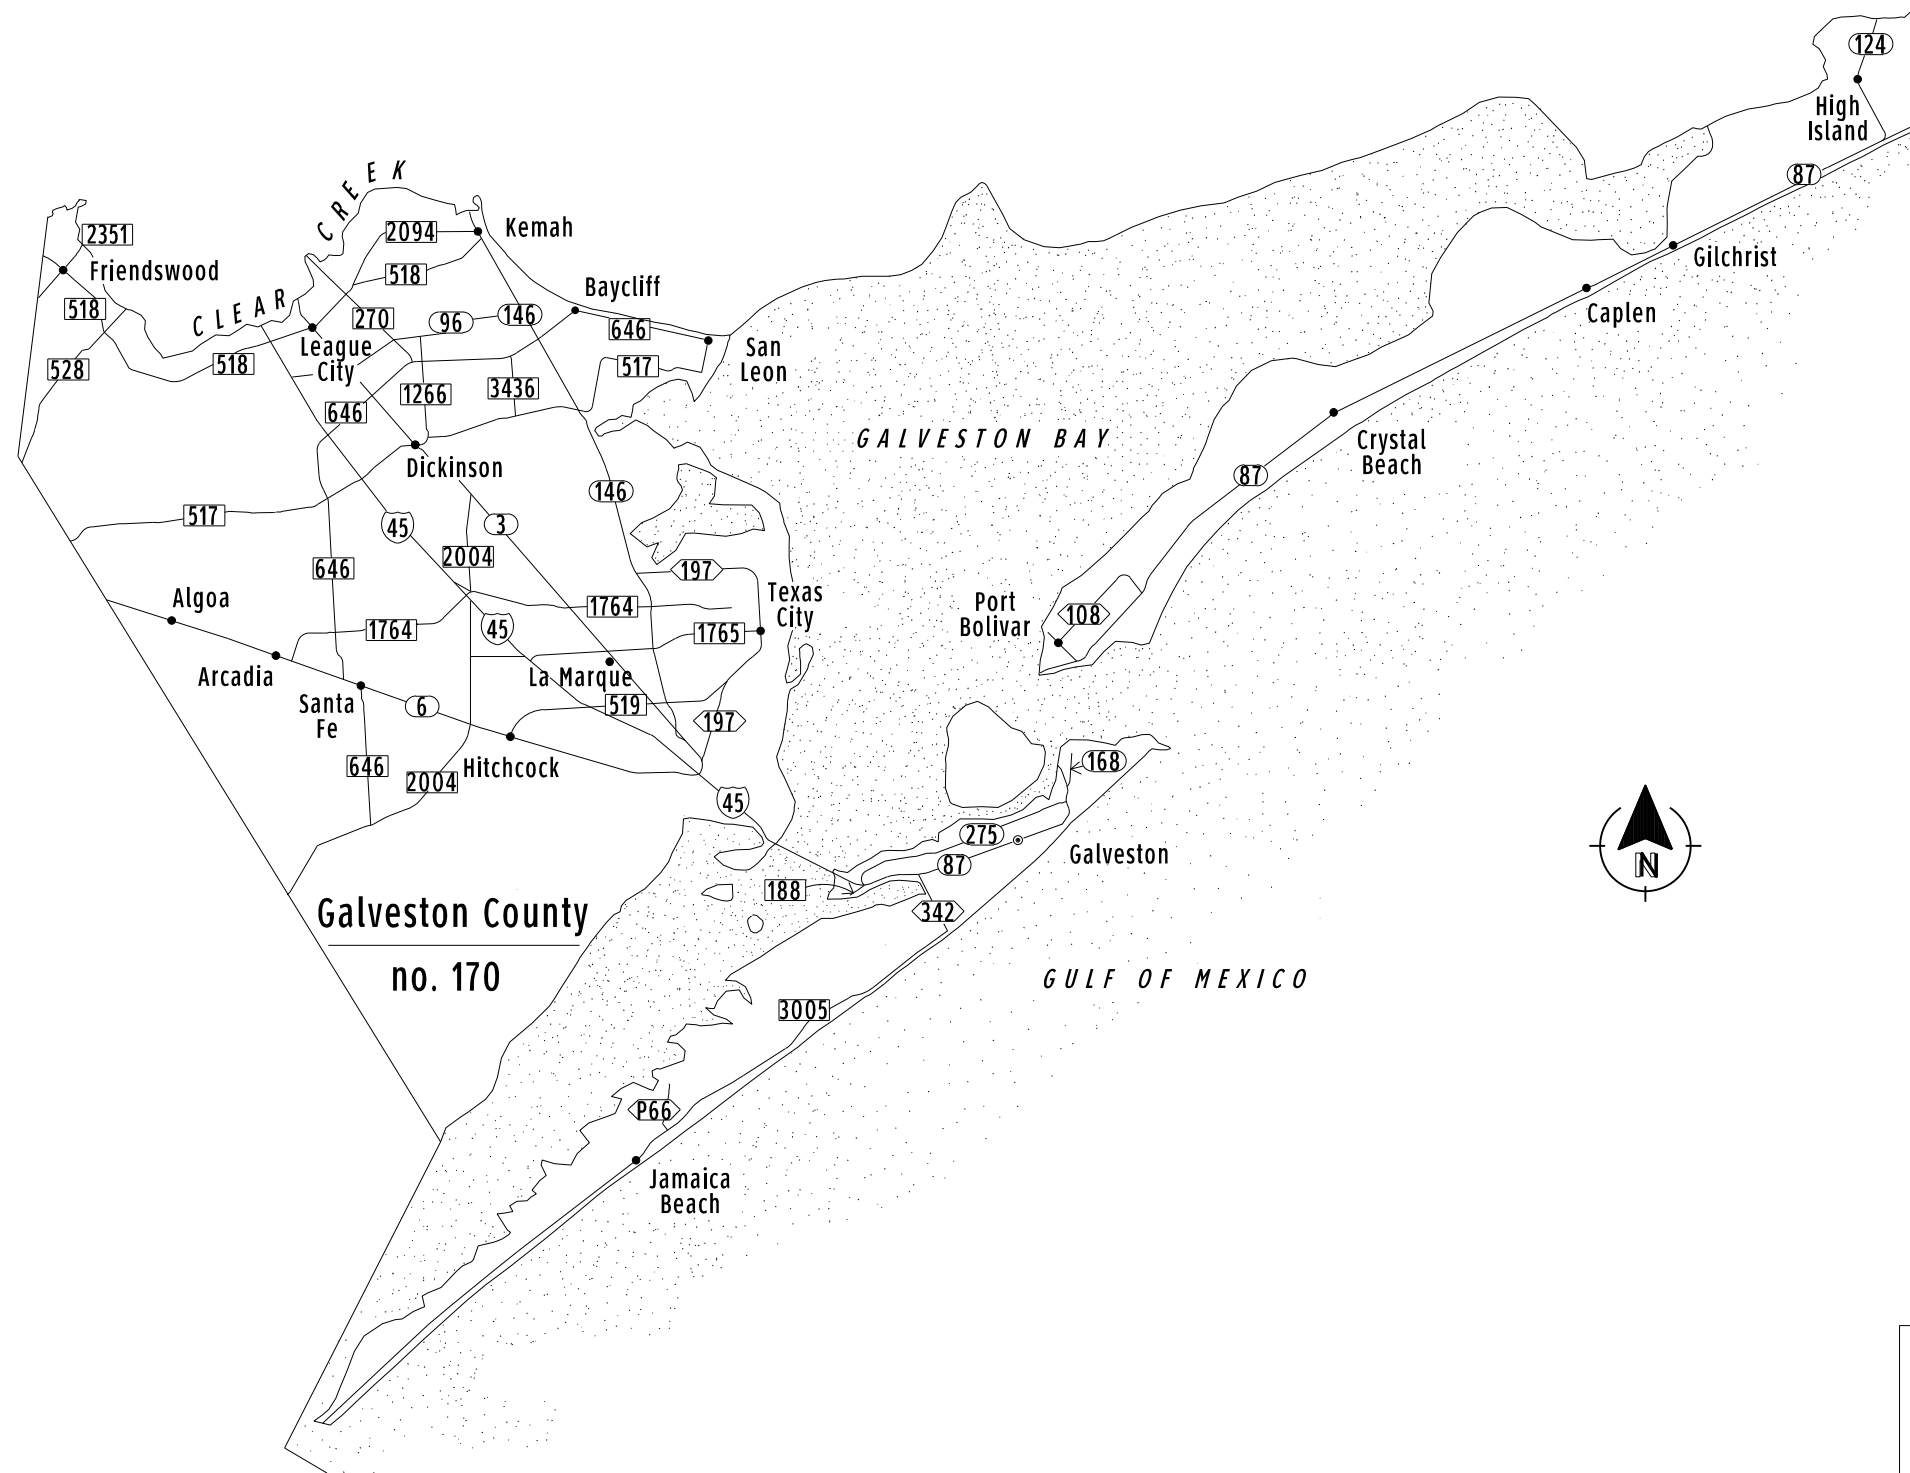 124
High
Island
87
CLEAR CREEK
2351
Friendswood
2094
Kemah
518
518
270
96
146
Baycliff
646
San
Leon
League
City
518
528
517
1266
3436
646
Dickinson
517
45
3
146
2004
646
197
Texas
City
Algoa
1764
1764
45
1765
Arcadia
La Marque
Santa
Fe
6
519
197
646
2004
Hitchcock
45
GALVESTON BAY
Gilchrist
Caplen
Crystal
Beach
87
Port
Bolivar
108
168
275
87
Galveston
188
342
N
Galveston County
no. 170
GULF OF MEXICO
3005
P66
Jamaica
Beach